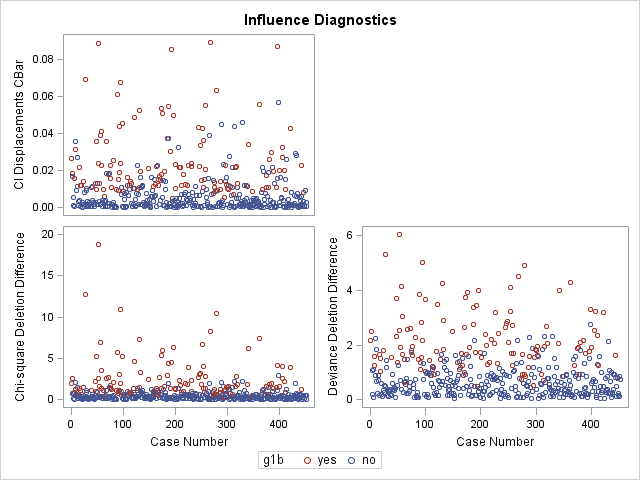 Influence Diagnostics
CI Displacements CBar
0.08
0.06
0.04
0.02
0.00
Chi-square Deletion Difference
20
15
10
5
0
0 100 200 300 400
Case Number
Deviance Deletion Difference
6
4
2
0
0 100 200 300 400
Case Number
g1b yes no